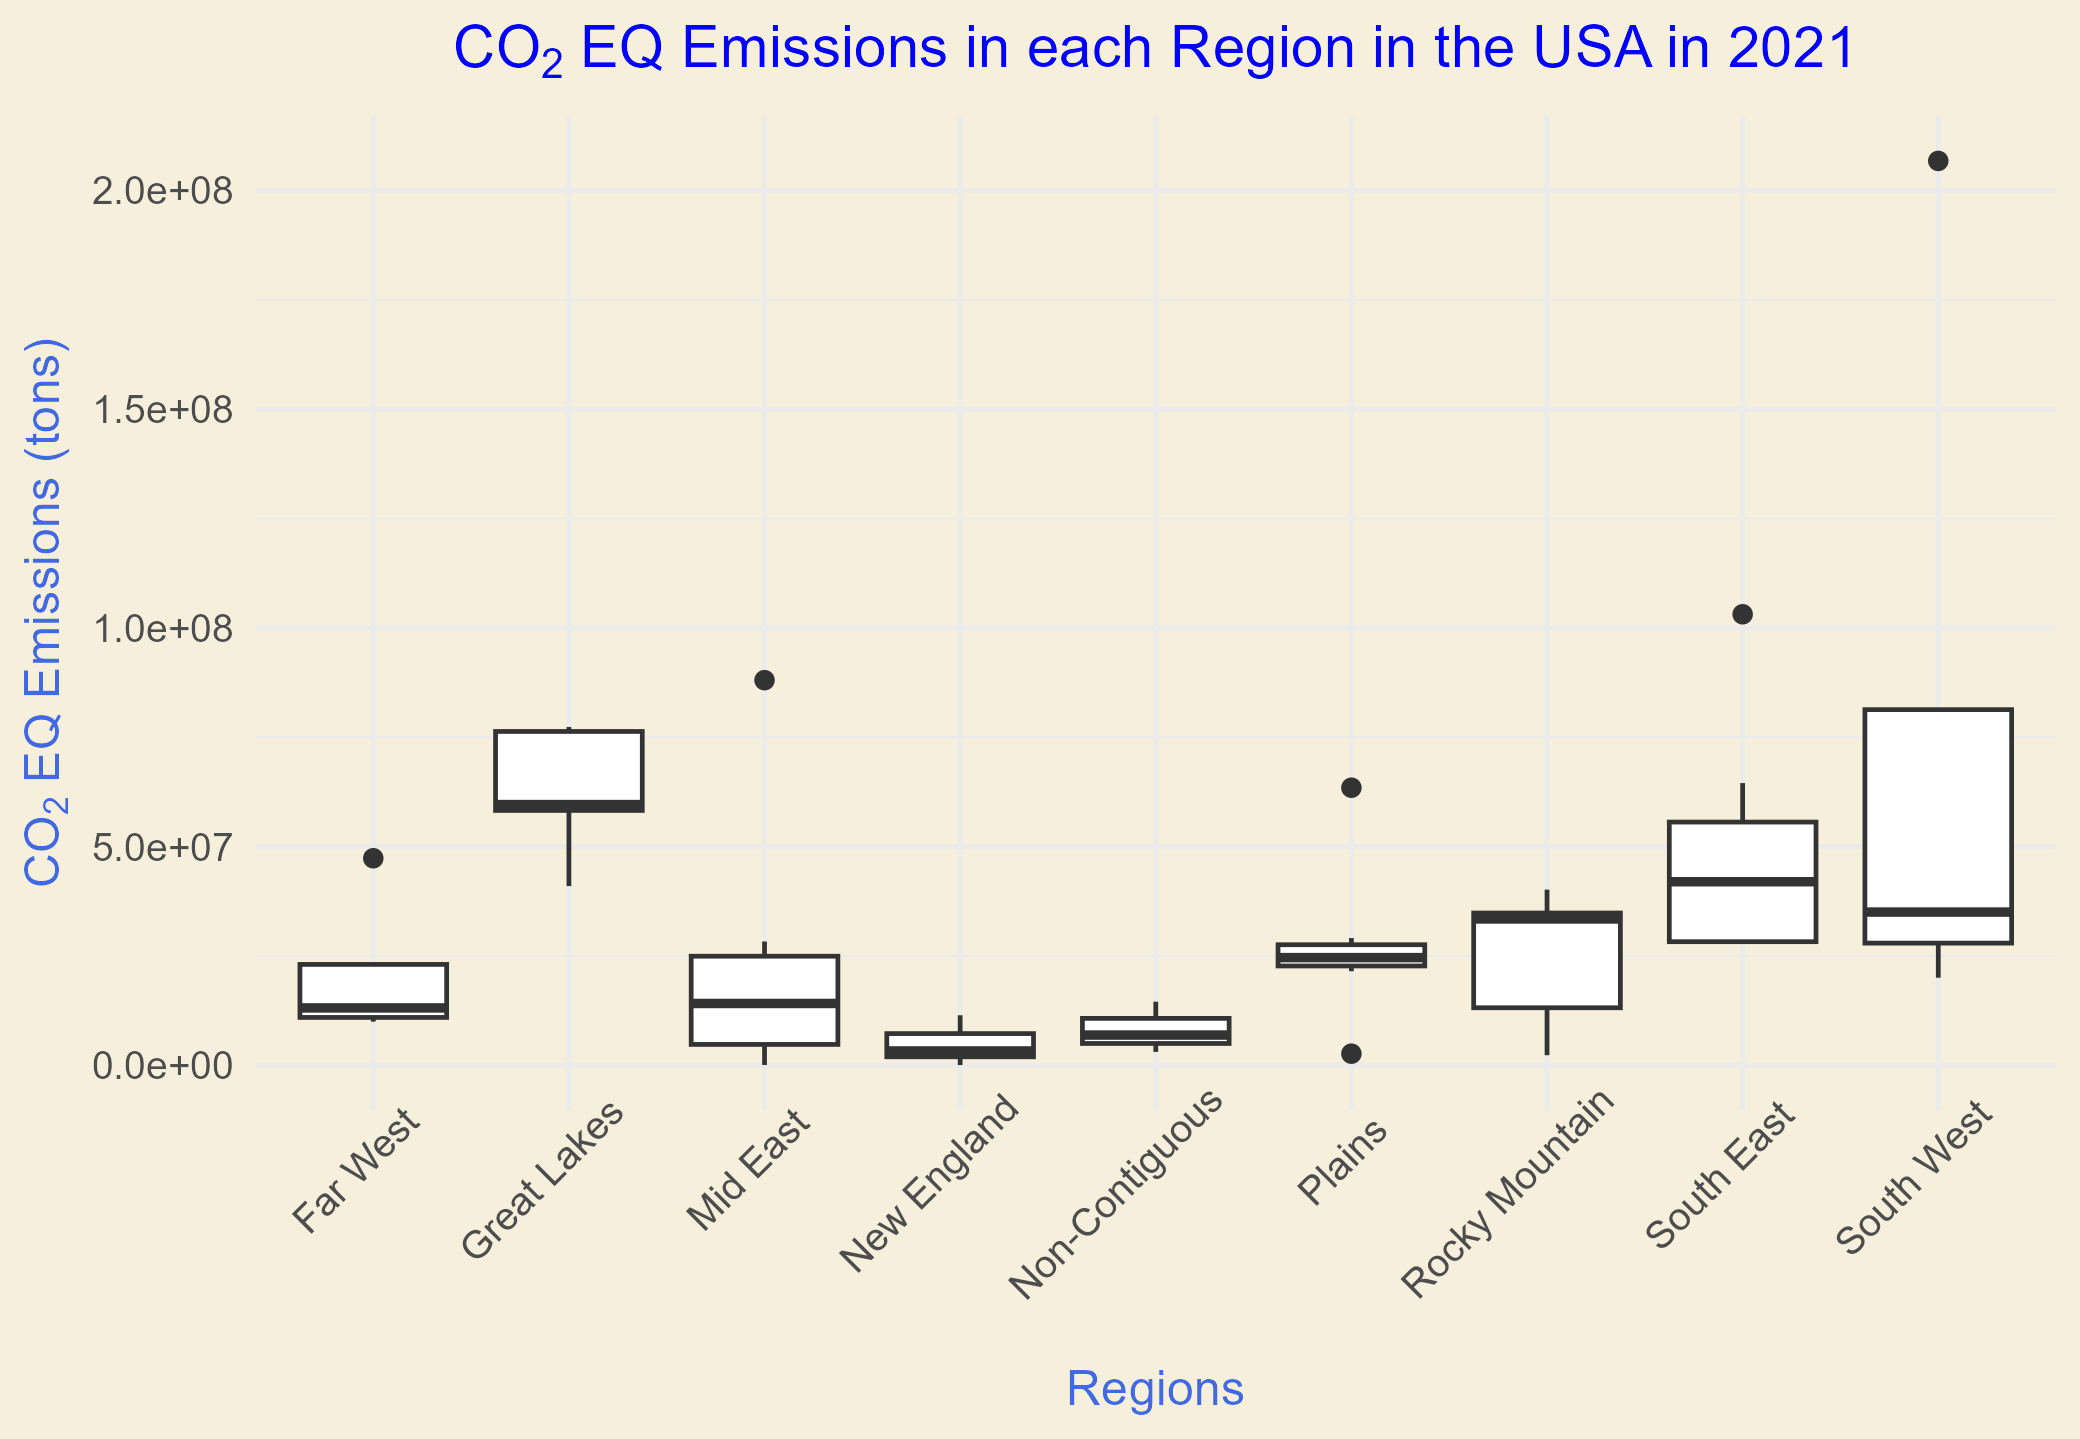 CO₂ EQ Emissions in each Region in the USA in 2021
CO₂ EQ Emissions (tons)
2.0e+08
1.5e+08
1.0e+08
5.0e+07
0.0e+00
Far West
Great Lakes
Mid East
New England
Non-Contiguous
Plains
Rocky Mountain
South East
South West
Regions